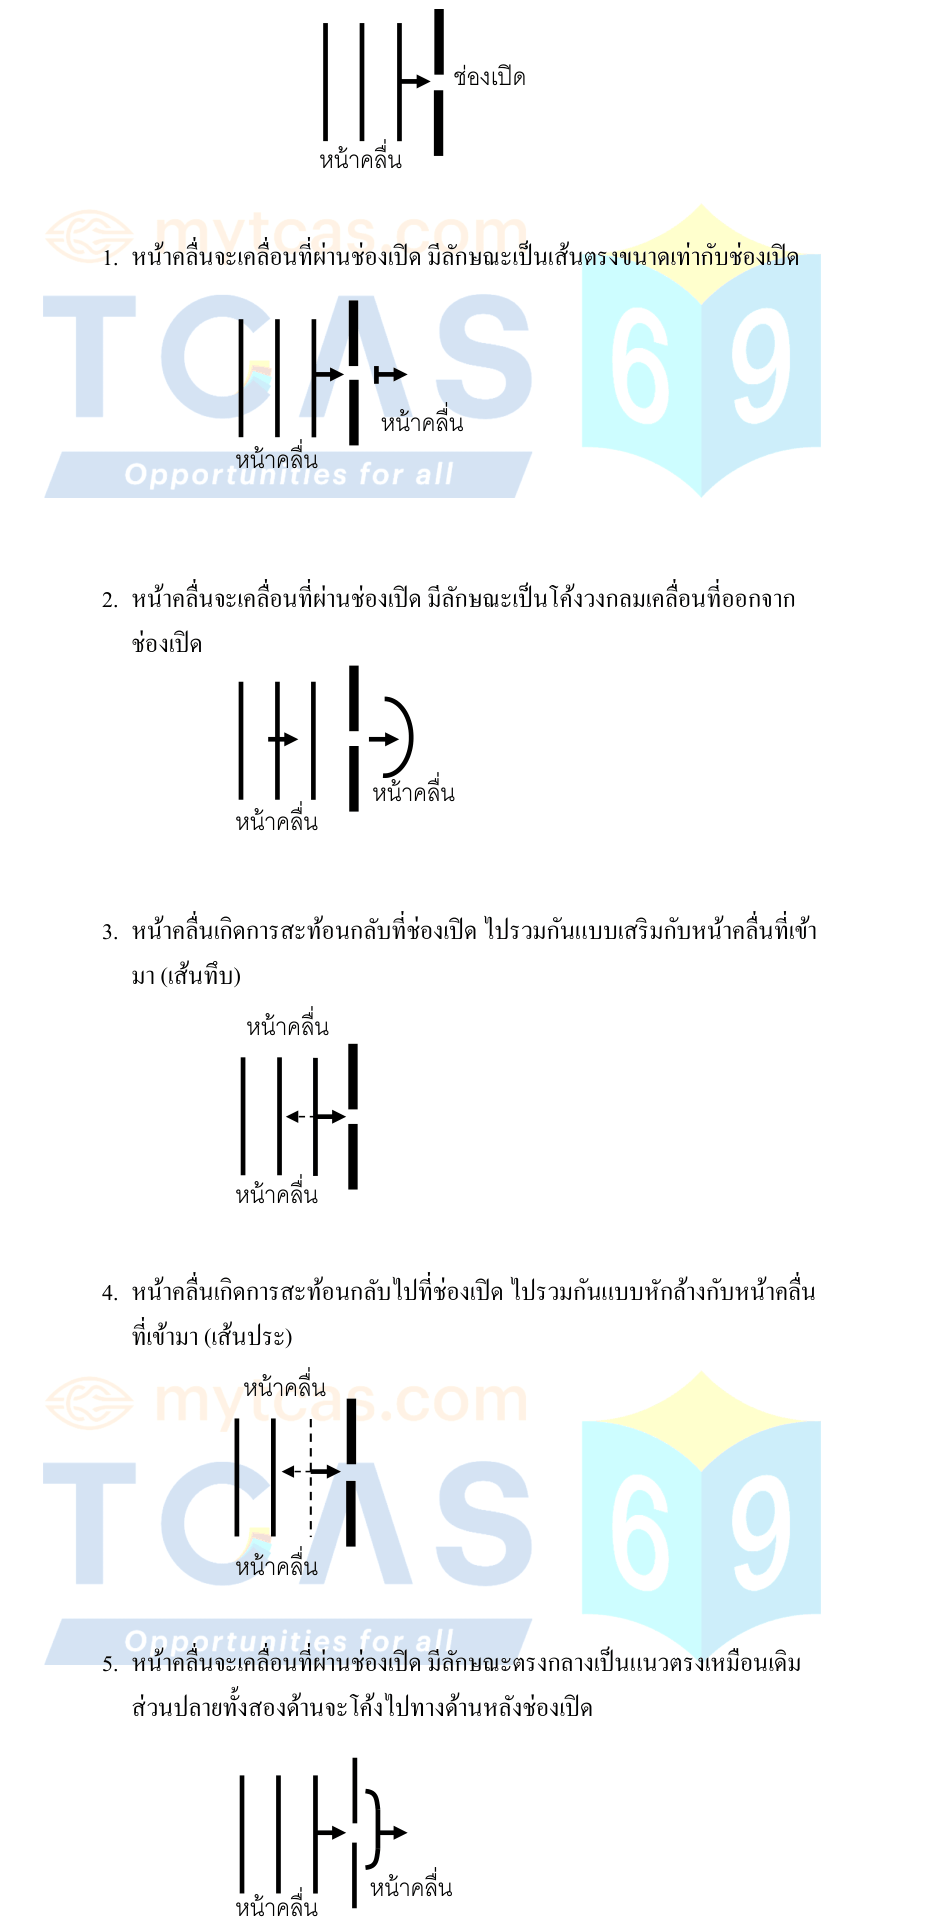 ช่องเปิด
หน้าคลื่น
mytcas.com
1. หน้าคลื่นจะเคลื่อนที่ผ่านช่องเปิด มีลักษณะเป็นเส้นตรงขนาดเท่ากับช่องเปิด
TCAS 69
หน้าคลื่น
หน้าคลื่น
Opportunities for all
2. หน้าคลื่นจะเคลื่อนที่ผ่านช่องเปิด มีลักษณะเป็นโค้งวงกลมเคลื่อนที่ออกจาก
ช่องเปิด
หน้าคลื่น
หน้าคลื่น
3. หน้าคลื่นเกิดการสะท้อนกลับที่ช่องเปิด ไปรวมกันแบบเสริมกับหน้าคลื่นที่เข้า
มา (เส้นทึบ)
หน้าคลื่น
หน้าคลื่น
4. หน้าคลื่นเกิดการสะท้อนกลับไปที่ช่องเปิด ไปรวมกันแบบหักล้างกับหน้าคลื่น
ที่เข้ามา (เส้นประ)
หน้าคลื่น
mytcas.com
TCAS 69
หน้าคลื่น
Opportunities for all
5. หน้าคลื่นจะเคลื่อนที่ผ่านช่องเปิด มีลักษณะตรงกลางเป็นแนวตรงเหมือนเดิม
ส่วนปลายทั้งสองด้านจะโค้งไปทางด้านหลังช่องเปิด
หน้าคลื่น
หน้าคลื่น